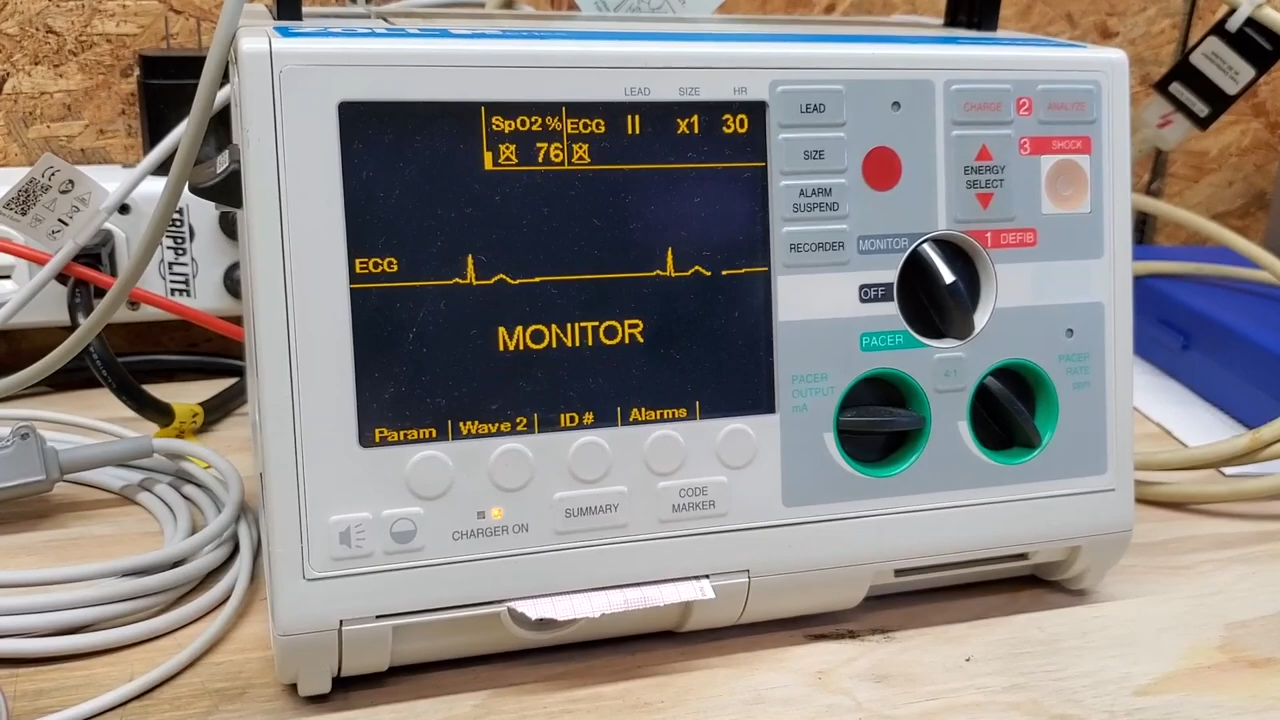 ZOLL M Series
LEAD SIZE HR
SpO2 % ECG II x1 30
76
ECG
MONITOR
Param Wave 2 ID # Alarms
LEAD
SIZE
ALARM
SUSPEND
RECORDER
CHARGE 2 ANALYZE
3 SHOCK
ENERGY
SELECT
MONITOR 1 DEFIB
OFF
PACER
4:1
PACER
OUTPUT
mA
PACER
RATE
ppm
CHARGER ON
SUMMARY
CODE
MARKER
TRIPP-LITE